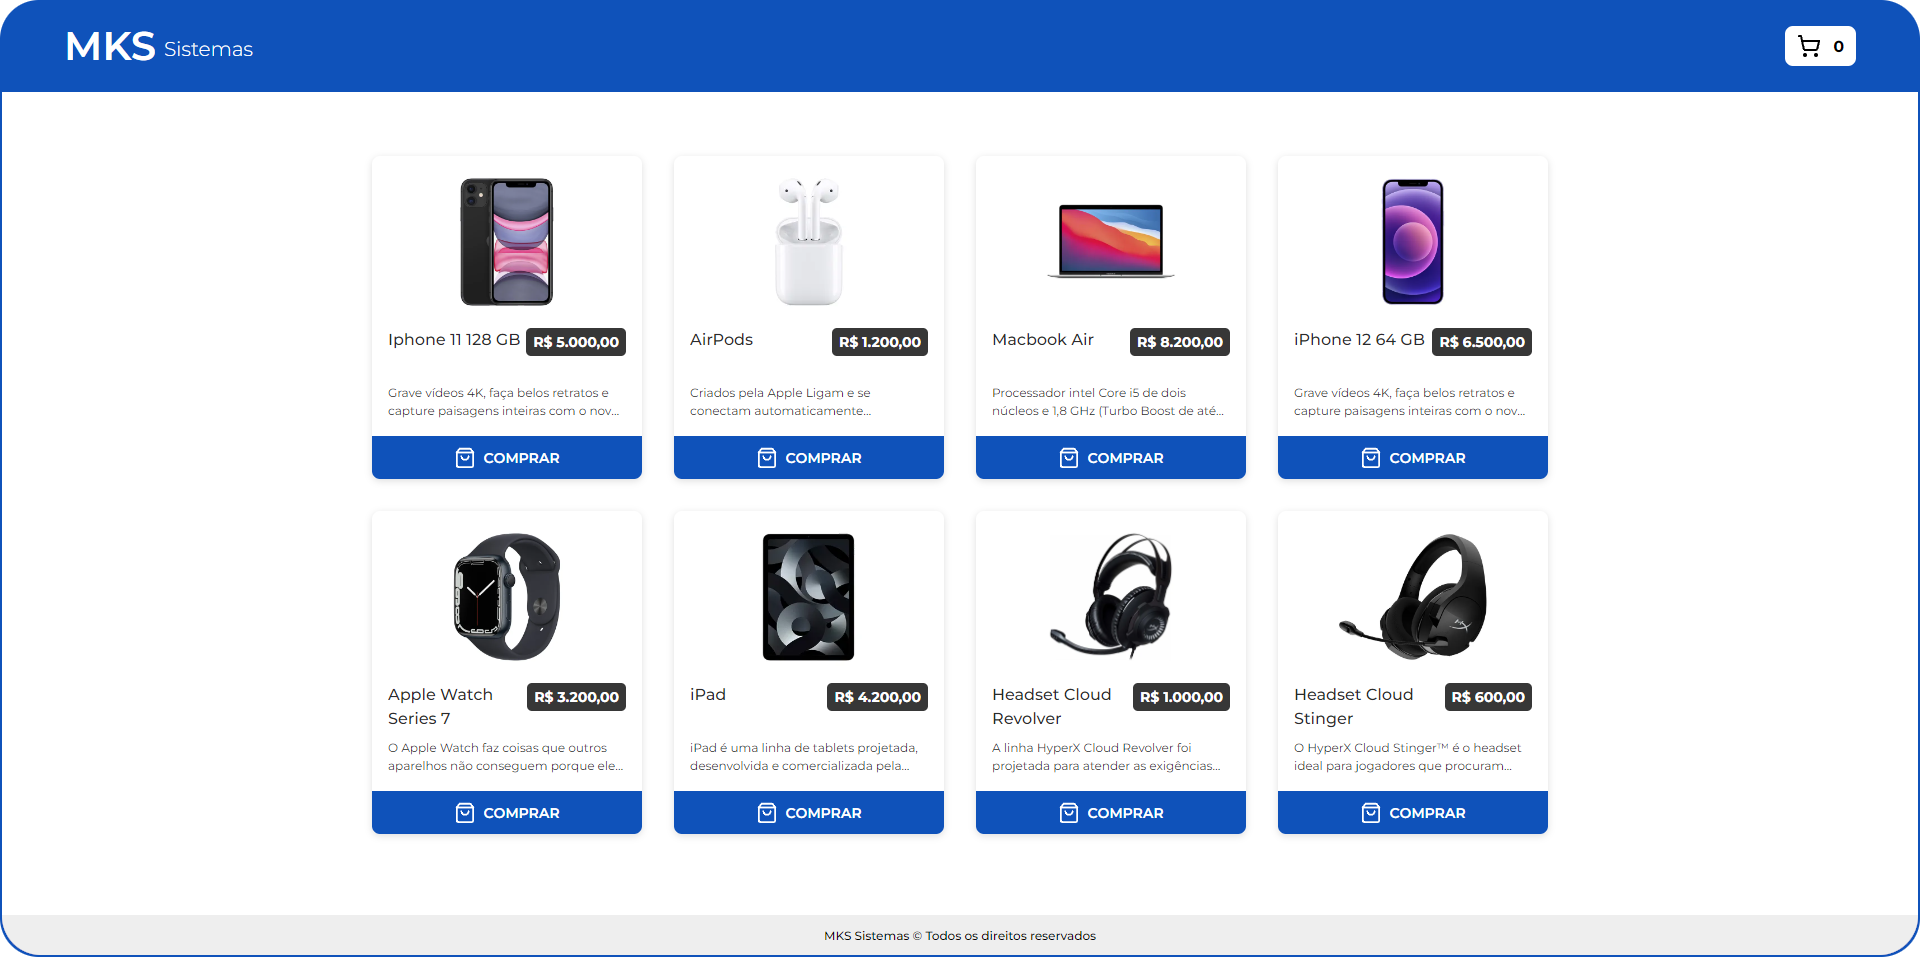 MKS Sistemas
0
Iphone 11 128 GB
R$ 5.000,00
Grave vídeos 4K, faça belos retratos e
capture paisagens inteiras com o nov...
COMPRAR
AirPods
R$ 1.200,00
Criados pela Apple Ligam e se
conectam automaticamente...
COMPRAR
Macbook Air
R$ 8.200,00
Processador intel Core i5 de dois
núcleos e 1,8 GHz (Turbo Boost de até...
COMPRAR
iPhone 12 64 GB
R$ 6.500,00
Grave vídeos 4K, faça belos retratos e
capture paisagens inteiras com o nov...
COMPRAR
Apple Watch
Series 7
R$ 3.200,00
O Apple Watch faz coisas que outros
aparelhos não conseguem porque ele...
COMPRAR
iPad
R$ 4.200,00
iPad é uma linha de tablets projetada,
desenvolvida e comercializada pela...
COMPRAR
Headset Cloud
Revolver
R$ 1.000,00
A linha HyperX Cloud Revolver foi
projetada para atender as exigências...
COMPRAR
Headset Cloud
Stinger
R$ 600,00
O HyperX Cloud Stinger™ é o headset
ideal para jogadores que procuram...
COMPRAR
MKS Sistemas © Todos os direitos reservados